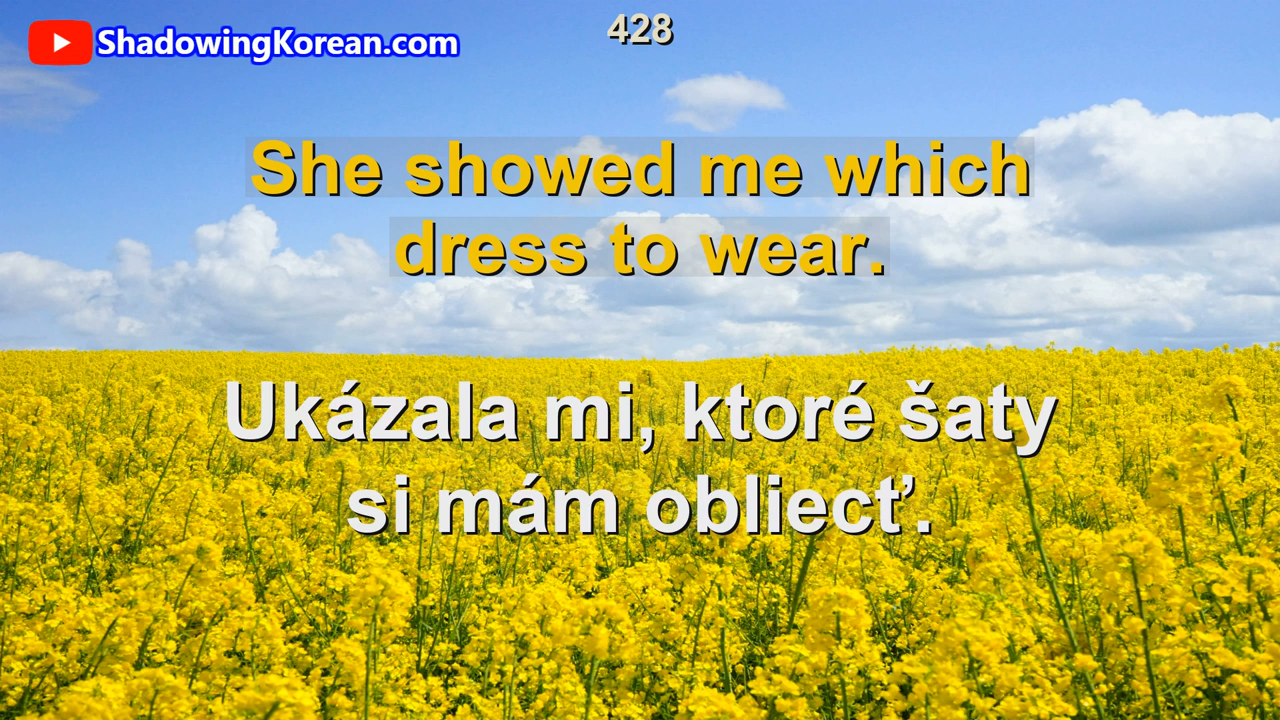 ShadowingKorean.com
428
She showed me which
dress to wear.
Ukázala mi, ktoré šaty
si mám obliecť.